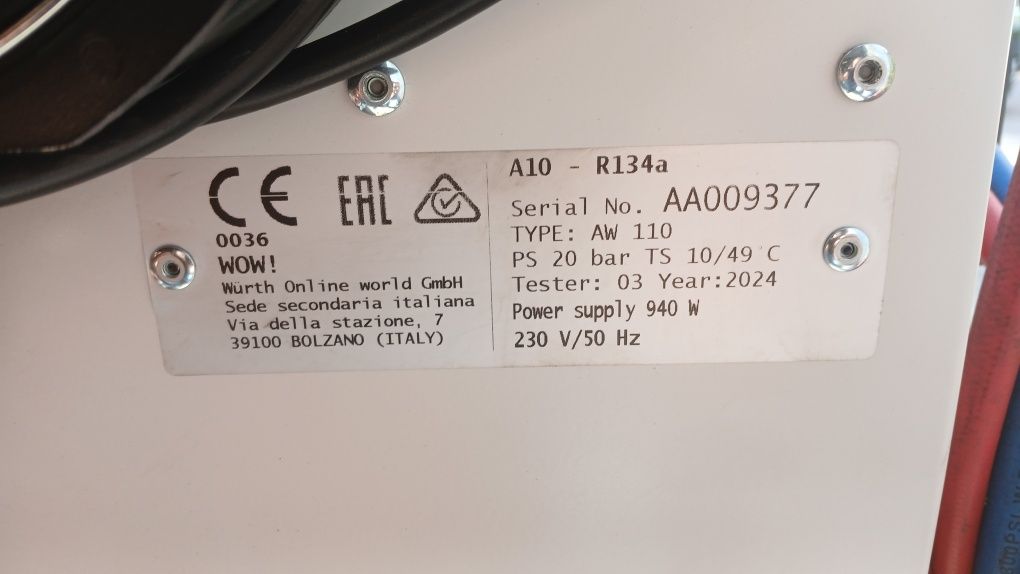 CE
EAC
0036
WOW!
Würth Online world GmbH
Sede secondaria italiana
Via della stazione, 7
39100 BOLZANO (ITALY)
A10 - R134a
Serial No. AA009377
TYPE: AW 110
PS 20 bar TS 10/49°C
Tester: 03 Year:2024
Power supply 940 W
230 V/50 Hz